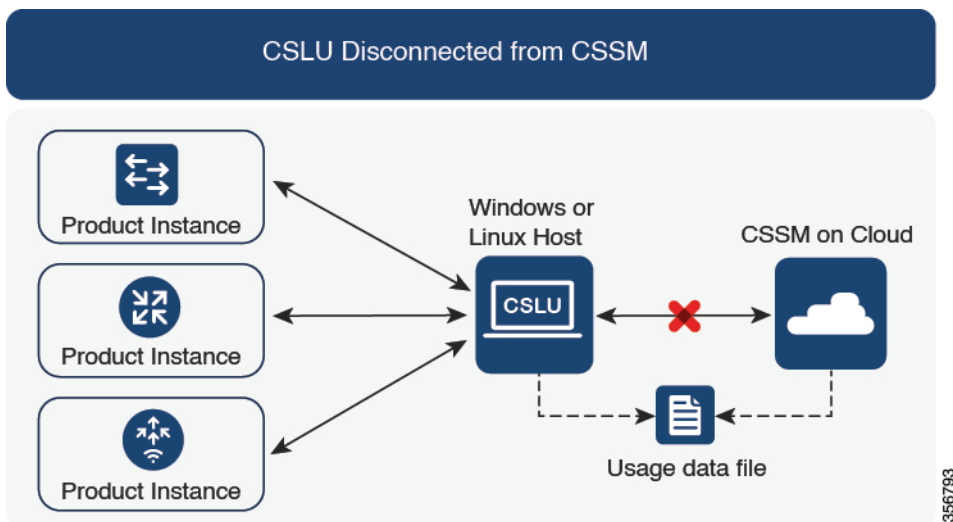 CSLU Disconnected from CSSM
Product Instance
Product Instance
Product Instance
Windows or
Linux Host
CSLU
CSSM on Cloud
Usage data file
356793